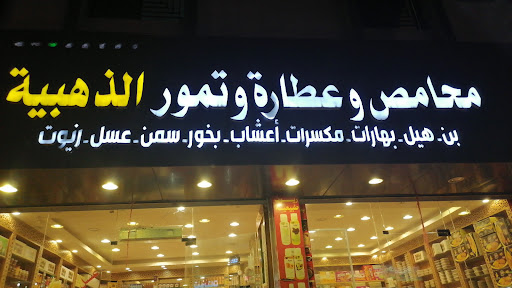 محامص وعطارة وتمور الذهبية
بن - هيل - بهارات - مكسرات - أعشاب - بخور - سمن - عسل - زيوت